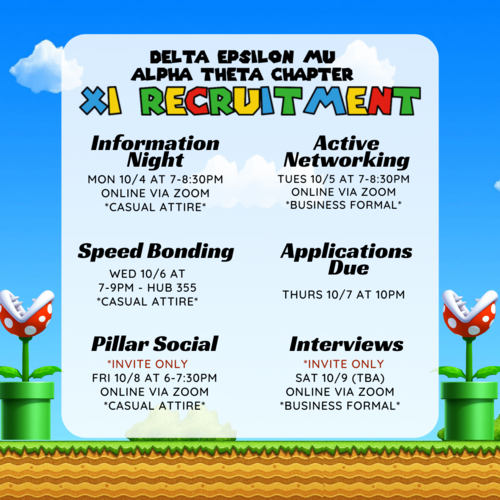 DELTA EPSILON MU
ALPHA THETA CHAPTER
XI RECRUITMENT
Information
Night
MON 10/4 AT 7-8:30PM
ONLINE VIA ZOOM
*CASUAL ATTIRE*
Active
Networking
TUES 10/5 AT 7-8:30PM
ONLINE VIA ZOOM
*BUSINESS FORMAL*
Speed Bonding
WED 10/6 AT
7-9PM - HUB 355
*CASUAL ATTIRE*
Applications
Due
THURS 10/7 AT 10PM
Pillar Social
*INVITE ONLY
FRI 10/8 AT 6-7:30PM
ONLINE VIA ZOOM
*CASUAL ATTIRE*
Interviews
*INVITE ONLY
SAT 10/9 (TBA)
ONLINE VIA ZOOM
*BUSINESS FORMAL*